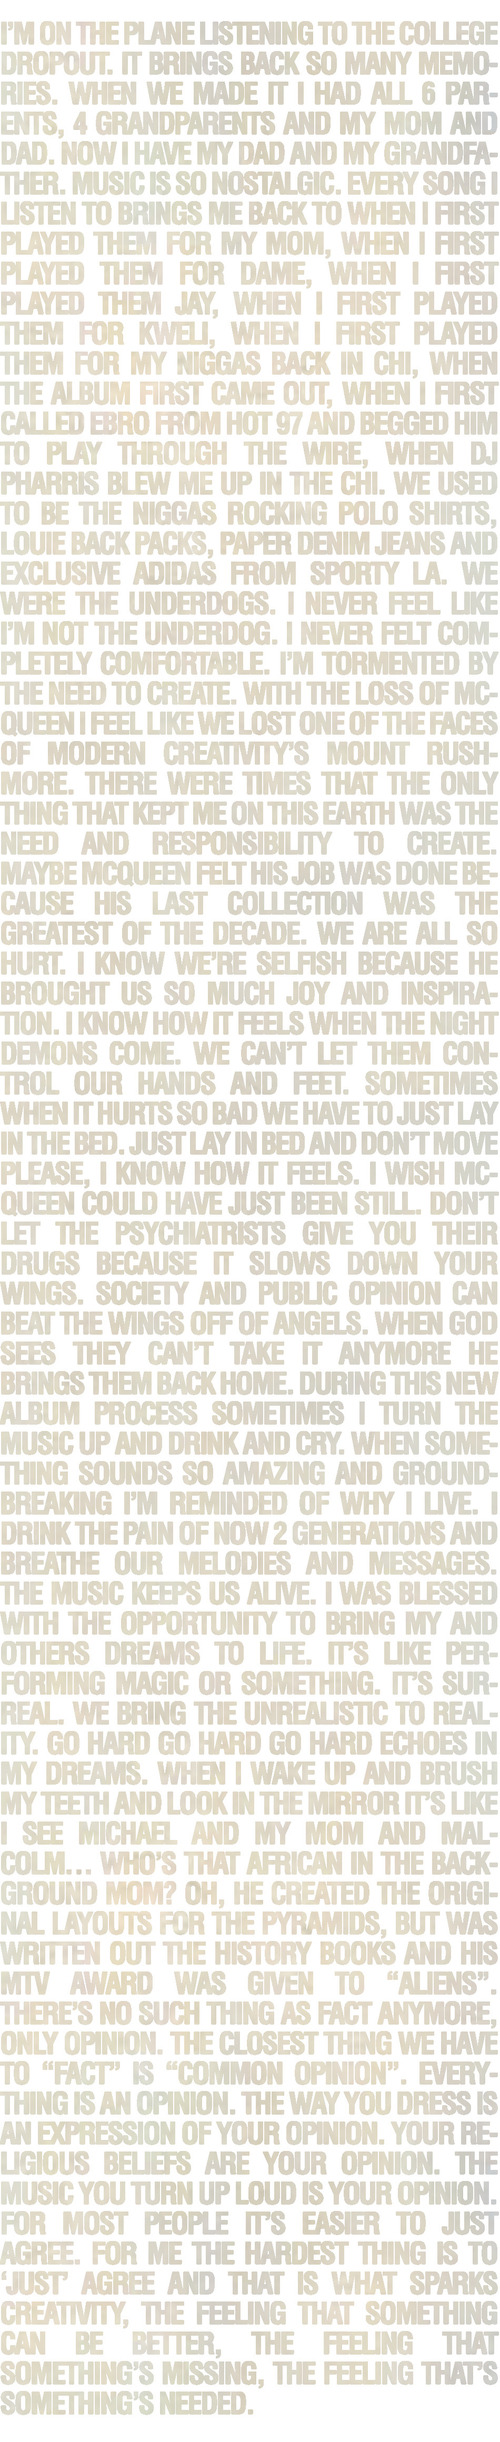 I'M ON THE PLANE LISTENING TO THE COLLEGE
DROPOUT. IT BRINGS BACK SO MANY MEMO-
RIES. WHEN WE MADE IT I HAD ALL 6 PAR-
ENTS, 4 GRANDPARENTS AND MY MOM AND
DAD. NOW I HAVE MY DAD AND MY GRANDFA-
THER. MUSIC IS SO NOSTALGIC. EVERY SONG I
LISTEN TO BRINGS ME BACK TO WHEN I FIRST
PLAYED THEM FOR MY MOM, WHEN I FIRST
PLAYED THEM FOR DAME, WHEN I FIRST
PLAYED THEM JAY, WHEN I FIRST PLAYED
THEM FOR KWELI, WHEN I FIRST PLAYED
THEM FOR MY NIGGAS BACK IN CHI, WHEN
THE ALBUM FIRST CAME OUT, WHEN I FIRST
CALLED EBRO FROM HOT 97 AND BEGGED HIM
TO PLAY THROUGH THE WIRE, WHEN DJ
PHARRIS BLEW ME UP IN THE CHI. WE USED
TO BE THE NIGGAS ROCKING POLO SHIRTS,
LOUIE BACK PACKS, PAPER DENIM JEANS AND
EXCLUSIVE ADIDAS FROM SPORTY LA. WE
WERE THE UNDERDOGS. I NEVER FEEL LIKE
I'M NOT THE UNDERDOG. I NEVER FELT COM-
PLETELY COMFORTABLE. I'M TORMENTED BY
THE NEED TO CREATE. WITH THE LOSS OF MC-
QUEEN I FEEL LIKE WE LOST ONE OF THE FACES
OF MODERN CREATIVITY'S MOUNT RUSH-
MORE. THERE WERE TIMES THAT THE ONLY
THING THAT KEPT ME ON THIS EARTH WAS THE
NEED AND RESPONSIBILITY TO CREATE.
MAYBE MCQUEEN FELT HIS JOB WAS DONE BE-
CAUSE HIS LAST COLLECTION WAS THE
GREATEST OF THE DECADE. WE ARE ALL SO
HURT. I KNOW WE'RE SELFISH BECAUSE HE
BROUGHT US SO MUCH JOY AND INSPIRA-
TION. I KNOW HOW IT FEELS WHEN THE NIGHT
DEMONS COME. WE CAN'T LET THEM CON-
TROL OUR HANDS AND FEET. SOMETIMES
WHEN IT HURTS SO BAD WE HAVE TO JUST LAY
IN THE BED. JUST LAY IN BED AND DON'T MOVE
PLEASE, I KNOW HOW IT FEELS. I WISH MC-
QUEEN COULD HAVE JUST BEEN STILL. DON'T
LET THE PSYCHIATRISTS GIVE YOU THEIR
DRUGS BECAUSE IT SLOWS DOWN YOUR
WINGS. SOCIETY AND PUBLIC OPINION CAN
BEAT THE WINGS OFF OF ANGELS. WHEN GOD
SEES THEY CAN'T TAKE IT ANYMORE HE
BRINGS THEM BACK HOME. DURING THIS NEW
ALBUM PROCESS SOMETIMES I TURN THE
MUSIC UP AND DRINK AND CRY. WHEN SOME-
THING SOUNDS SO AMAZING AND GROUND-
BREAKING I'M REMINDED OF WHY I LIVE. I
DRINK THE PAIN OF NOW 2 GENERATIONS AND
BREATHE OUR MELODIES AND MESSAGES.
THE MUSIC KEEPS US ALIVE. I WAS BLESSED
WITH THE OPPORTUNITY TO BRING MY AND
OTHERS DREAMS TO LIFE. IT'S LIKE PER-
FORMING MAGIC OR SOMETHING. IT'S SUR-
REAL. WE BRING THE UNREALISTIC TO REAL-
ITY. GO HARD GO HARD GO HARD ECHOES IN
MY DREAMS. WHEN I WAKE UP AND BRUSH
MY TEETH AND LOOK IN THE MIRROR IT'S LIKE
I SEE MICHAEL AND MY MOM AND MAL-
COLM... WHO'S THAT AFRICAN IN THE BACK-
GROUND MOM? OH, HE CREATED THE ORIGI-
NAL LAYOUTS FOR THE PYRAMIDS, BUT WAS
WRITTEN OUT THE HISTORY BOOKS AND HIS
MTV AWARD WAS GIVEN TO “ALIENS”.
THERE'S NO SUCH THING AS FACT ANYMORE,
ONLY OPINION. THE CLOSEST THING WE HAVE
TO “FACT” IS “COMMON OPINION”. EVERY-
THING IS AN OPINION. THE WAY YOU DRESS IS
AN EXPRESSION OF YOUR OPINION. YOUR RE-
LIGIOUS BELIEFS ARE YOUR OPINION. THE
MUSIC YOU TURN UP LOUD IS YOUR OPINION.
FOR MOST PEOPLE IT'S EASIER TO JUST
AGREE. FOR ME THE HARDEST THING IS TO
‘JUST’ AGREE AND THAT IS WHAT SPARKS
CREATIVITY, THE FEELING THAT SOMETHING
CAN BE BETTER, THE FEELING THAT
SOMETHING'S MISSING, THE FEELING THAT'S
SOMETHING'S NEEDED.